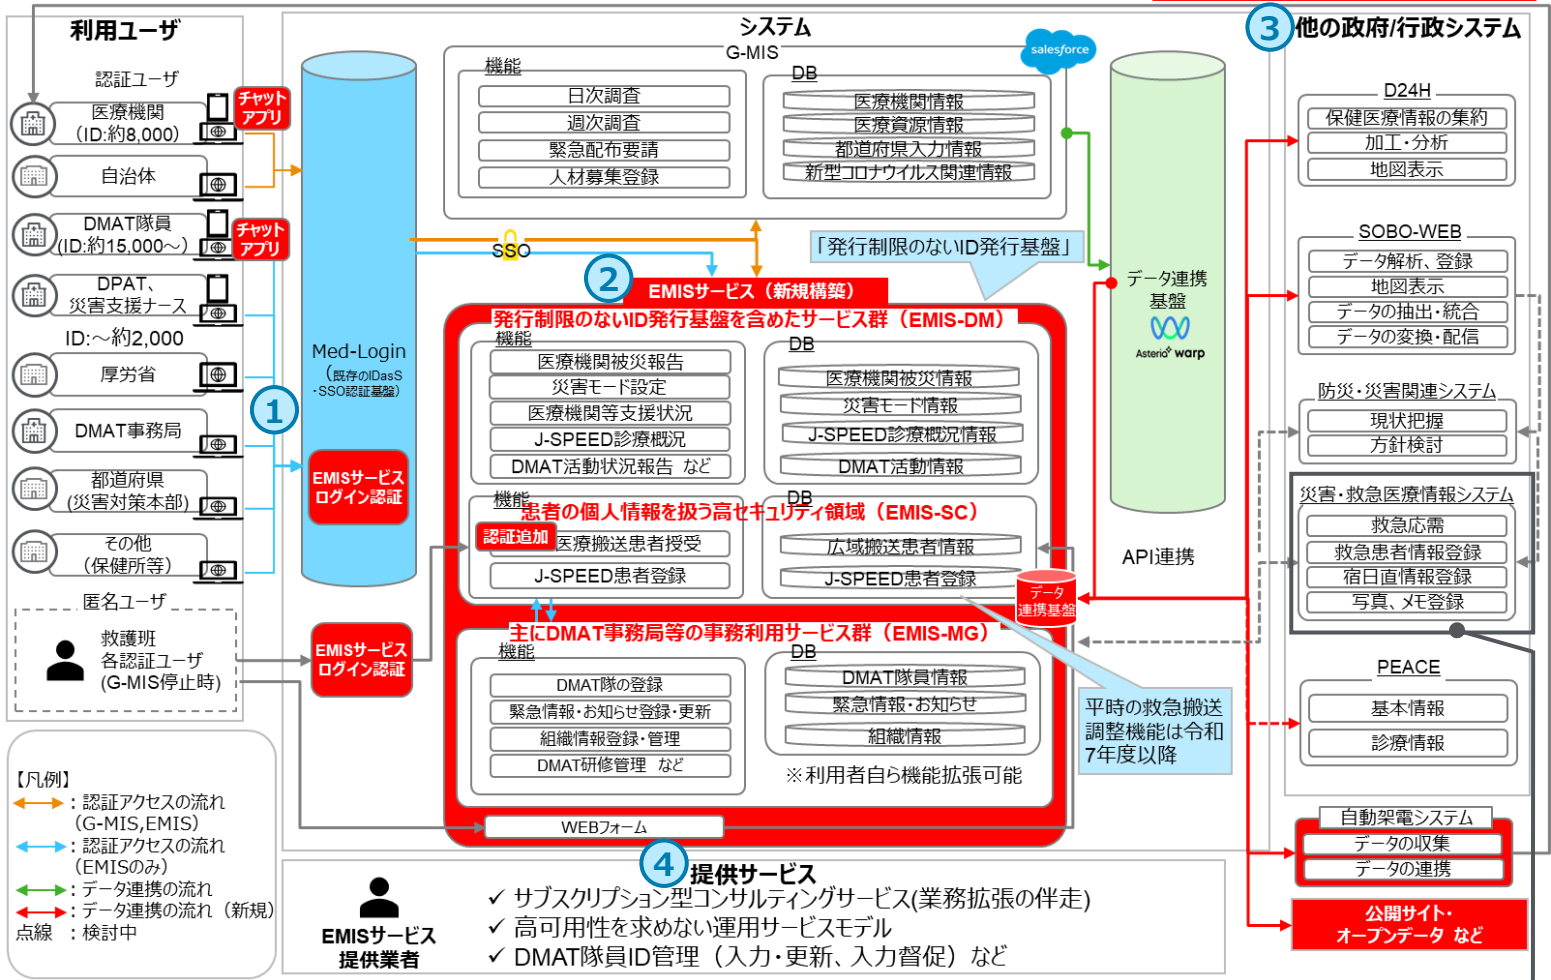 利用ユーザ
認証ユーザ
医療機関
(ID:約8,000)
チャット
アプリ
自治体
DMAT隊員
(ID:約15,000～)
チャット
アプリ
DPAT、
災害支援ナース
ID:～約2,000
厚労省
DMAT事務局
都道府県
(災害対策本部)
その他
(保健所等)
匿名ユーザ
救護班
各認証ユーザ
(G-MIS停止時)
【凡例】
：認証アクセスの流れ
(G-MIS,EMIS)
：認証アクセスの流れ
(EMISのみ)
：データ連携の流れ
：データ連携の流れ（新規）
点線 ：検討中
①
Med-Login
（既存のIDaaS
・SSO認証基盤）
EMISサービス
ログイン認証
EMISサービス
ログイン認証
システム
G-MIS
salesforce
機能
日次調査
週次調査
緊急配布要請
人材募集登録
DB
医療機関情報
医療資源情報
都道府県入力情報
新型コロナウイルス関連情報
SSO
「発行制限のないID発行基盤」
②
EMISサービス（新規構築）
発行制限のないID発行基盤を含めたサービス群（EMIS-DM）
機能
医療機関被災報告
災害モード設定
医療機関等支援状況
J-SPEED診療概況
DMAT活動状況報告 など
DB
医療機関被災情報
災害モード情報
J-SPEED診療概況情報
DMAT活動情報
機能
DB
患者の個人情報を扱う高セキュリティ領域（EMIS-SC）
認証追加
医療搬送患者授受
J-SPEED患者登録
広域搬送患者情報
J-SPEED患者登録
データ
連携基盤
主にDMAT事務局等の事務利用サービス群（EMIS-MG）
機能
DMAT隊の登録
緊急情報・お知らせ登録・更新
組織情報登録・管理
DMAT研修管理 など
DB
DMAT隊員情報
緊急情報・お知らせ
組織情報
※利用者自ら機能拡張可能
WEBフォーム
平時の救急搬送
調整機能は令和
7年度以降
データ連携
基盤
Asteria warp
API連携
③
他の政府/行政システム
D24H
保健医療情報の集約
加工・分析
地図表示
SOBO-WEB
データ解析、登録
地図表示
データの抽出・統合
データの変換・配信
防災・災害関連システム
現状把握
方針検討
災害・救急医療情報システム
救急応需
救急患者情報登録
宿日直情報登録
写真、メモ登録
PEACE
基本情報
診療情報
自動架電システム
データの収集
データの連携
公開サイト・
オープンデータ など
④
提供サービス
EMISサービス
提供業者
✓ サブスクリプション型コンサルティングサービス(業務拡張の伴走)
✓ 高可用性を求めない運用サービスモデル
✓ DMAT隊員ID管理（入力・更新、入力督促）など